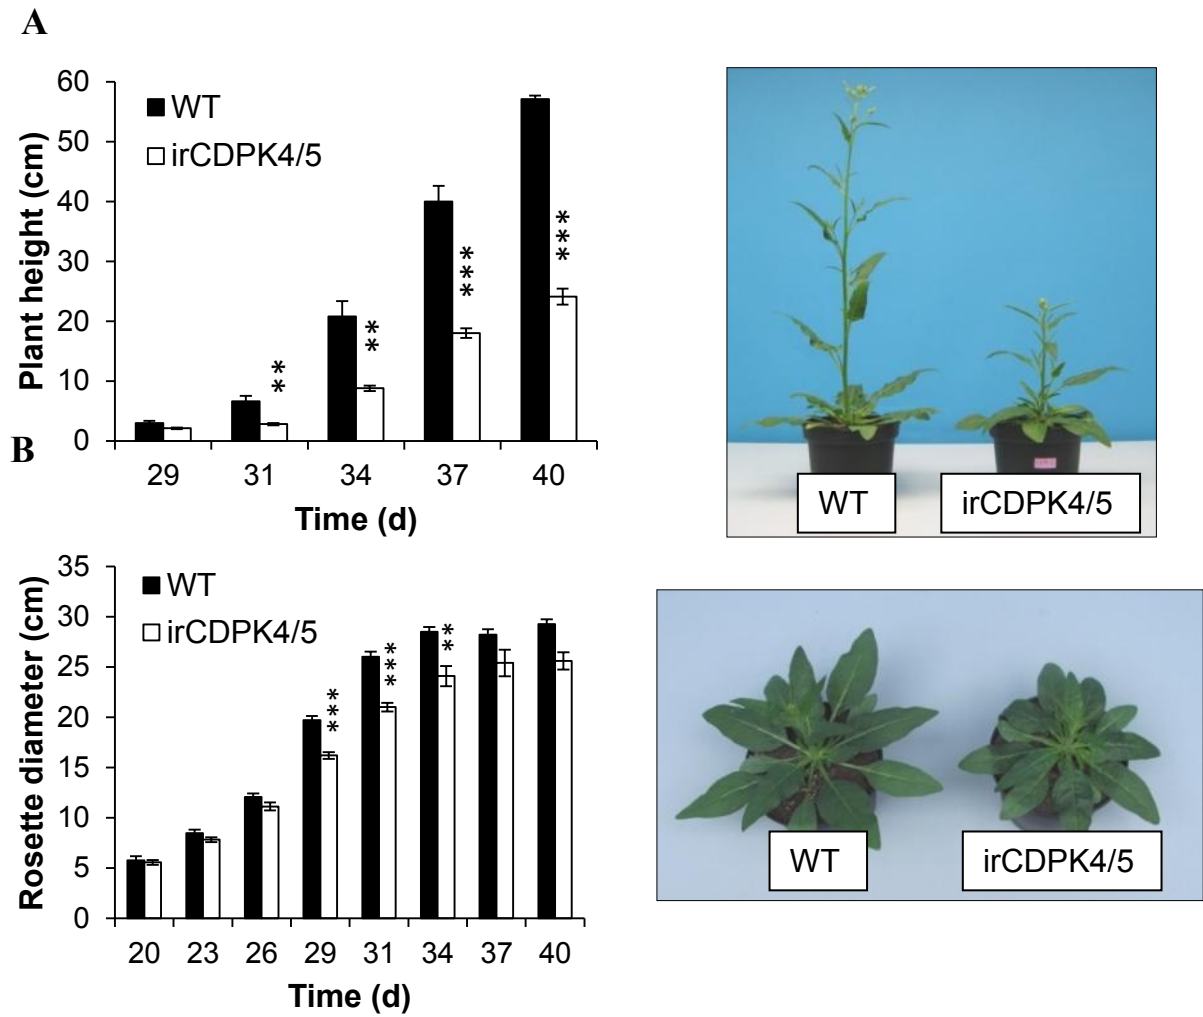 A
Plant height (cm)
60
50
40
30
20
10
0
WT
irCDPK4/5
**
**
***
***
29 31 34 37 40
Time (d)
WT irCDPK4/5
B
Rosette diameter (cm)
35
30
25
20
15
10
5
0
WT
irCDPK4/5
***
***
**
20 23 26 29 31 34 37 40
Time (d)
WT irCDPK4/5